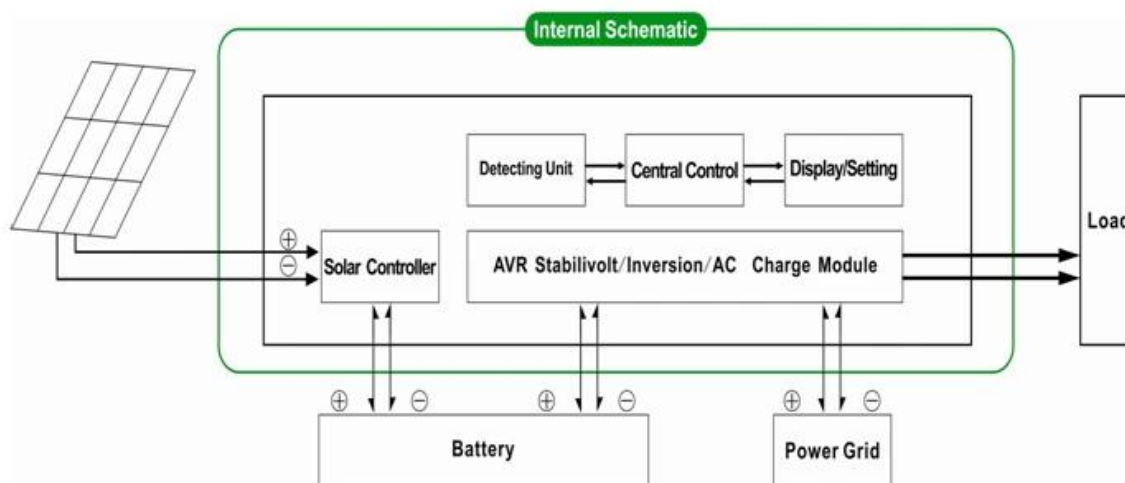 Internal Schematic
Detecting Unit
Central Control
Display/Setting
Load
⊕
⊖
Solar Controller
AVR Stabilivolt/Inversion/AC Charge Module
⊕ ⊖ ⊕ ⊖ ⊕ ⊖
Battery
Power Grid